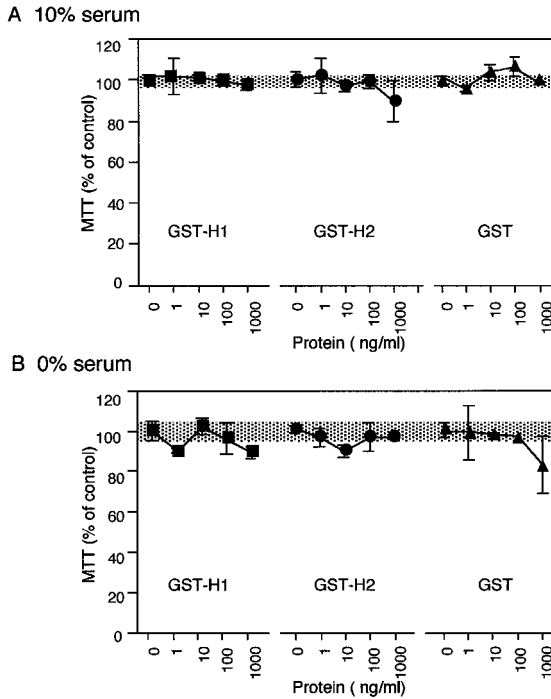 A 10% serum
120
100
80
60
40
20
0
MTT (% of control)
GST-H1 GST-H2 GST
0 1 10 100 1000 0 1 10 100 1000 0 1 10 100 1000
Protein ( ng/ml)
B 0% serum
120
100
80
60
40
20
0
MTT (% of control)
GST-H1 GST-H2 GST
0 1 10 100 1000 0 1 10 100 1000 0 1 10 100 1000
Protein ( ng/ml)